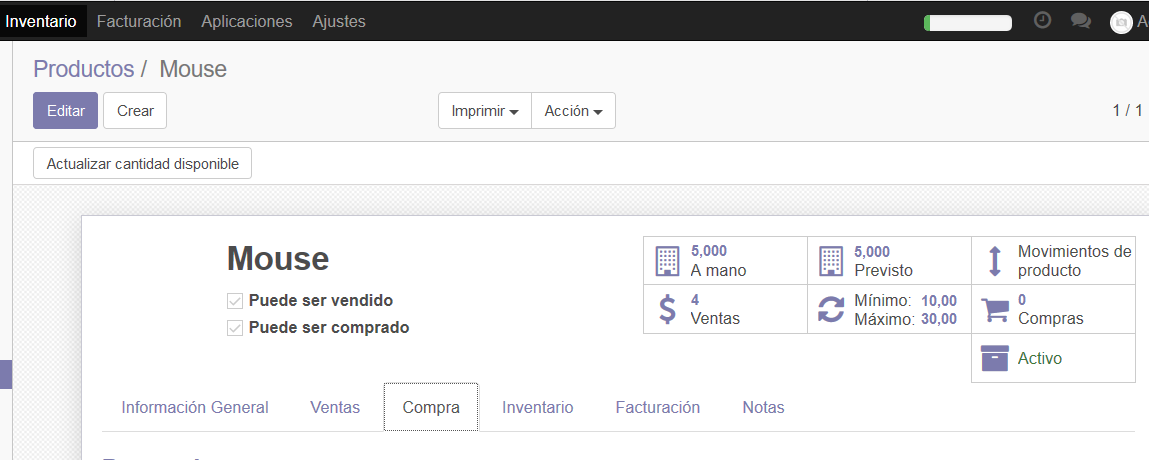 Inventario Facturación Aplicaciones Ajustes
Productos / Mouse
Editar Crear Imprimir Acción 1 / 1
Actualizar cantidad disponible
Mouse
Puede ser vendido
Puede ser comprado
5,000
A mano
5,000
Previsto
Movimientos de
producto
4
Ventas
Mínimo: 10,00
Máximo: 30,00
0
Compras
Activo
Información General Ventas Compra Inventario Facturación Notas